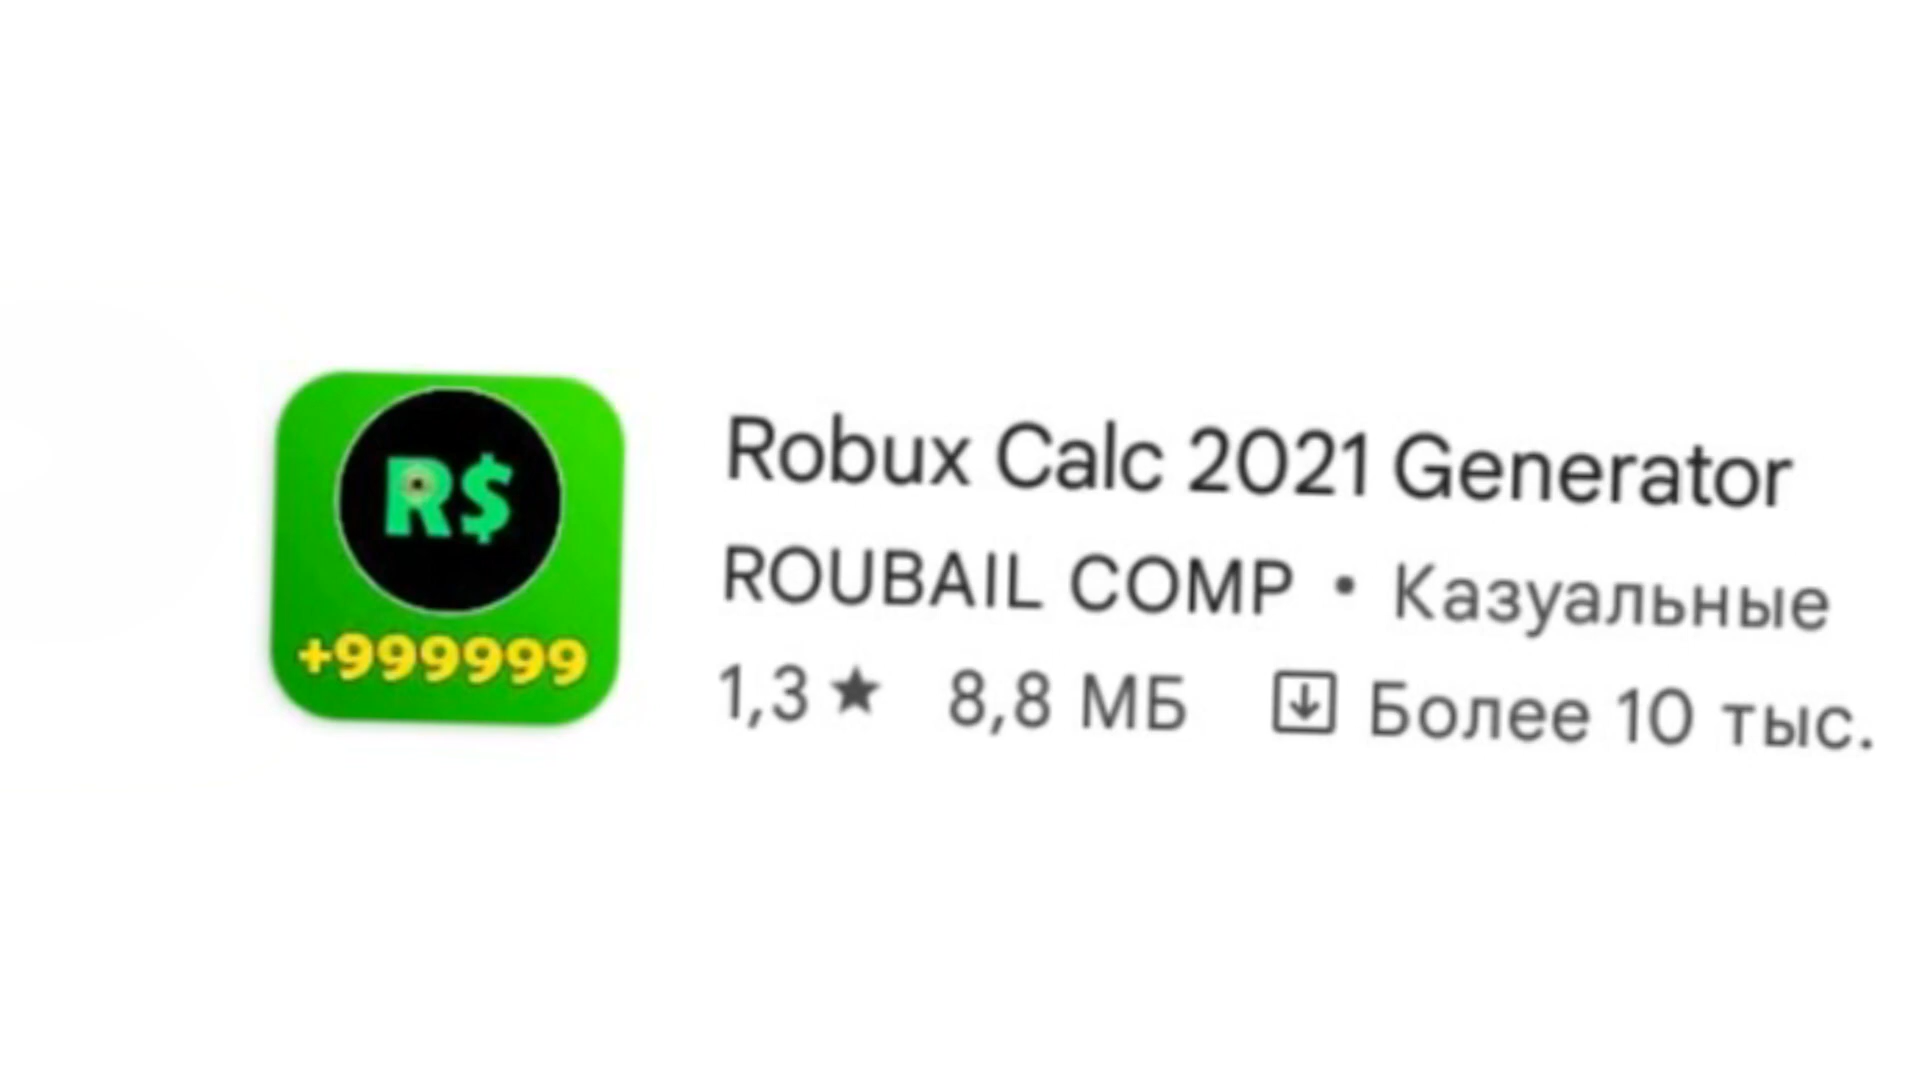 R$
+999999
Robux Calc 2021 Generator
ROUBAIL COMP • Казуальные
1,3 ★ 8,8 МБ Более 10 тыс.